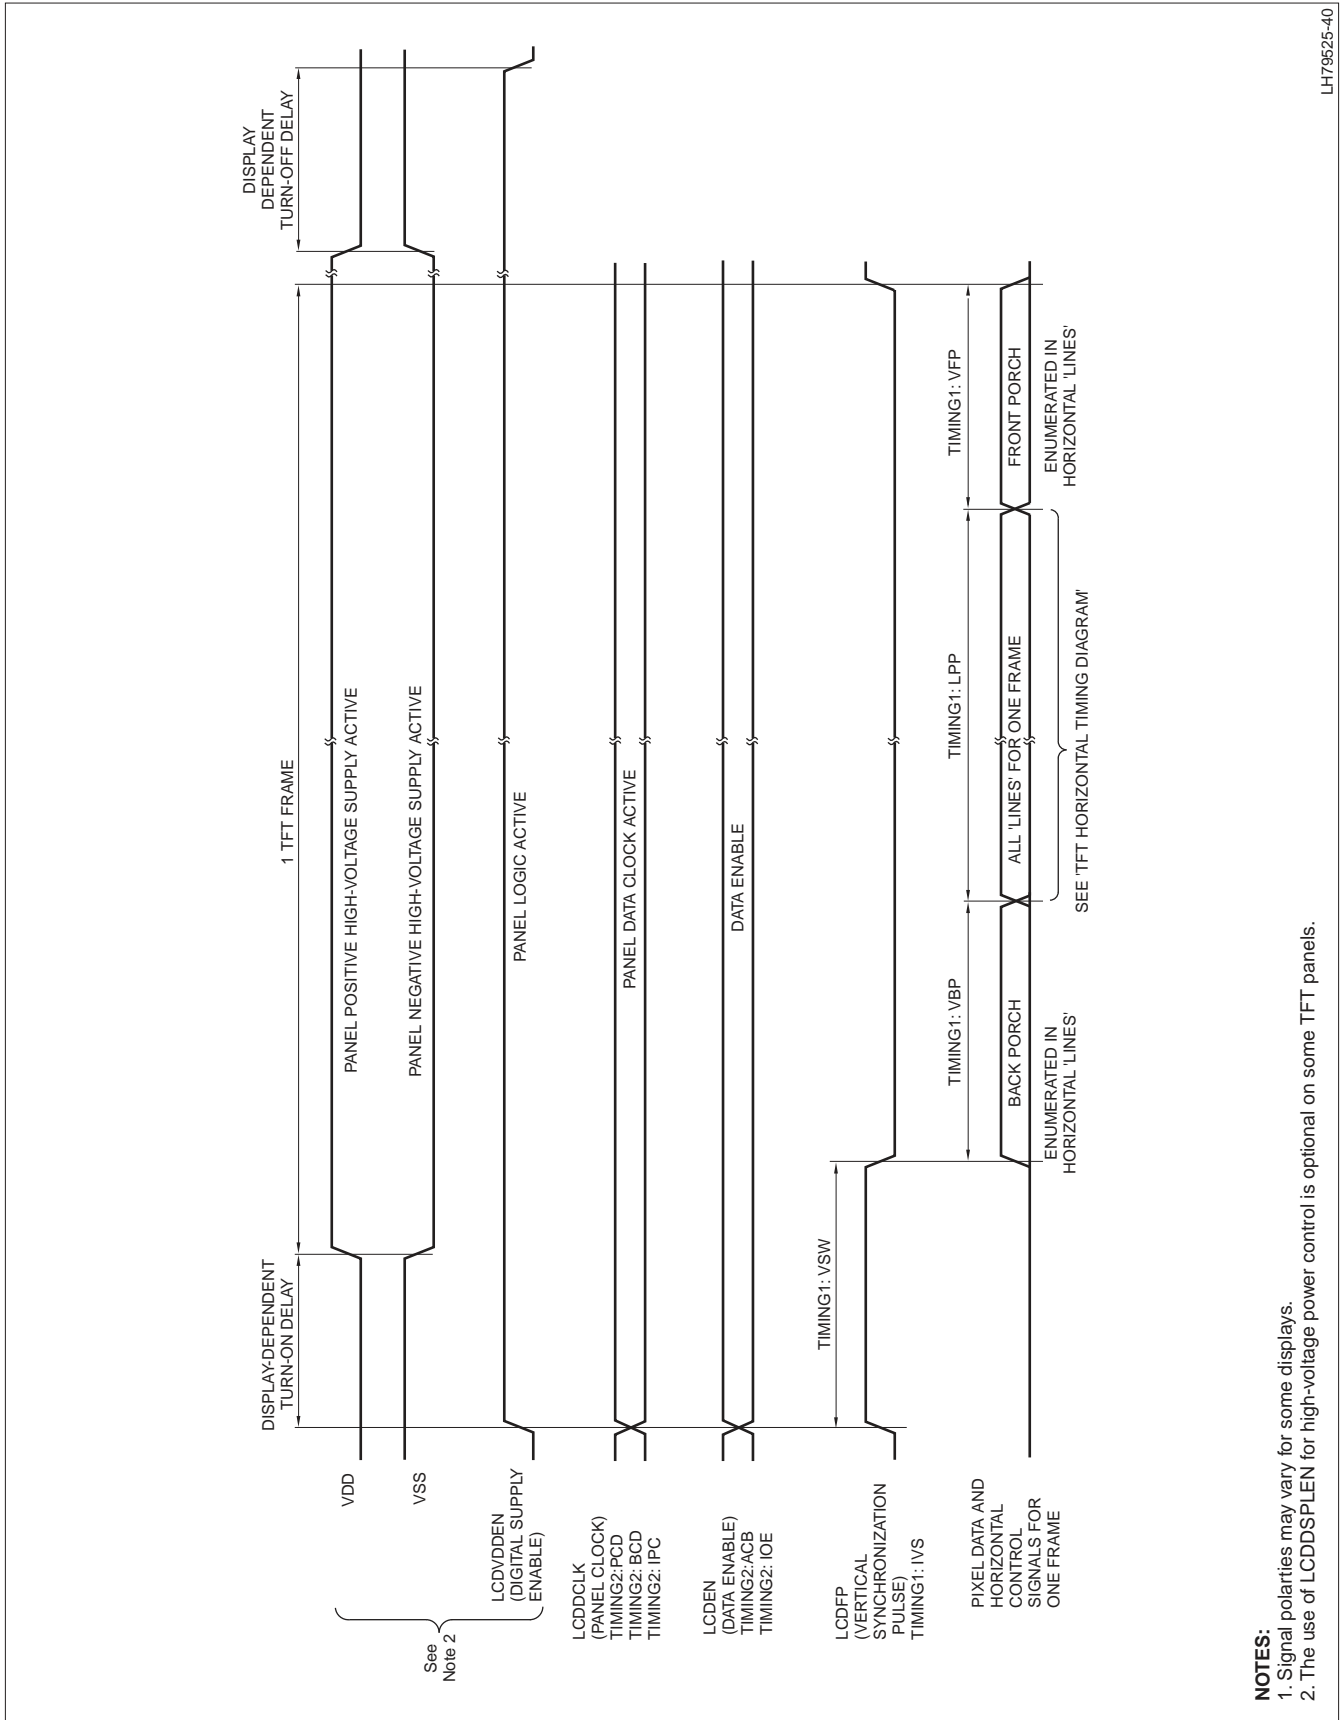 1 TFT FRAME
DISPLAY-DEPENDENT
TURN-ON DELAY
DISPLAY
DEPENDENT
TURN-OFF DELAY
VDD
PANEL POSITIVE HIGH-VOLTAGE SUPPLY ACTIVE
VSS
PANEL NEGATIVE HIGH-VOLTAGE SUPPLY ACTIVE
See
Note 2
LCDVDDEN
(DIGITAL SUPPLY
ENABLE)
PANEL LOGIC ACTIVE
LCDDCLK
(PANEL CLOCK)
TIMING2:PCD
TIMING2: BCD
TIMING2: IPC
PANEL DATA CLOCK ACTIVE
LCDEN
(DATA ENABLE)
TIMING2:ACB
TIMING2: IOE
DATA ENABLE
TIMING1: VSW
LCDFP
(VERTICAL
SYNCHRONIZATION
PULSE)
TIMING1: IVS
TIMING1: VBP
TIMING1: LPP
TIMING1: VFP
PIXEL DATA AND
HORIZONTAL
CONTROL
SIGNALS FOR
ONE FRAME
BACK PORCH
ALL 'LINES' FOR ONE FRAME
FRONT PORCH
ENUMERATED IN
HORIZONTAL 'LINES'
SEE 'TFT HORIZONTAL TIMING DIAGRAM'
ENUMERATED IN
HORIZONTAL 'LINES'
NOTES:
1. Signal polarties may vary for some displays.
2. The use of LCDDSPLEN for high-voltage power control is optional on some TFT panels.
LH79525-40